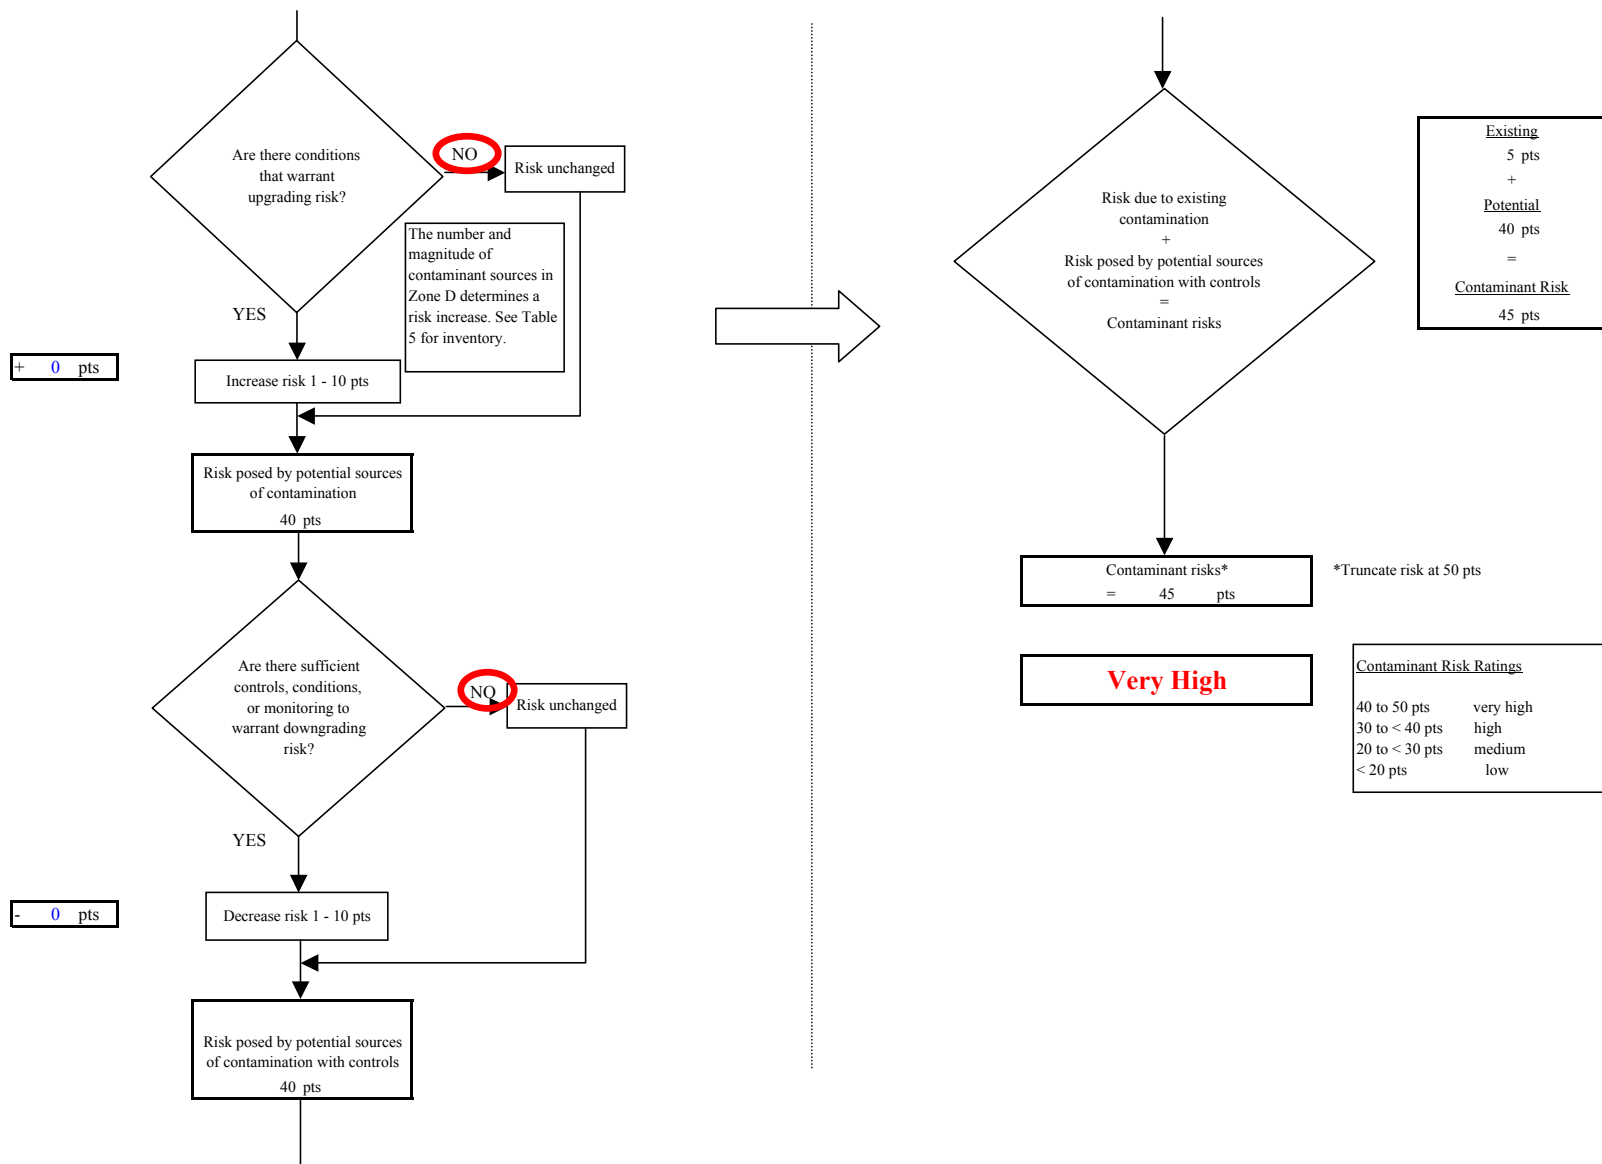 Are there conditions
that warrant
upgrading risk?
NO
Risk unchanged
The number and
magnitude of
contaminant sources in
Zone D determines a
risk increase. See Table
5 for inventory.
YES
+ 0 pts
Increase risk 1 - 10 pts
Risk posed by potential sources
of contamination
40 pts
Are there sufficient
controls, conditions,
or monitoring to
warrant downgrading
risk?
NO
Risk unchanged
YES
- 0 pts
Decrease risk 1 - 10 pts
Risk posed by potential sources
of contamination with controls
40 pts
Risk due to existing
contamination
+
Risk posed by potential sources
of contamination with controls
=
Contaminant risks
Existing
5 pts
+
Potential
40 pts
=
Contaminant Risk
45 pts
Contaminant risks*
= 45 pts
*Truncate risk at 50 pts
Very High
Contaminant Risk Ratings
40 to 50 pts very high
30 to < 40 pts high
20 to < 30 pts medium
< 20 pts low